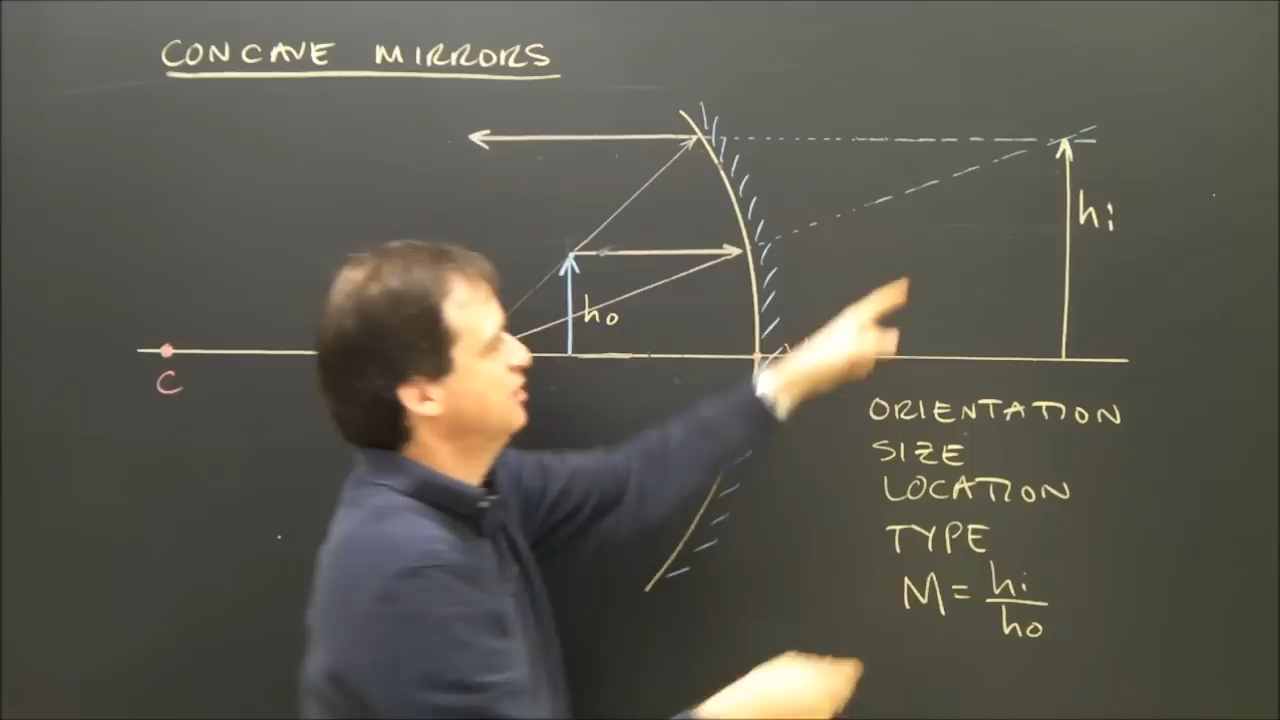 CONCAVE MIRRORS
hi
ho
C
ORIENTATION
SIZE
LOCATION
TYPE
M = hi/ho